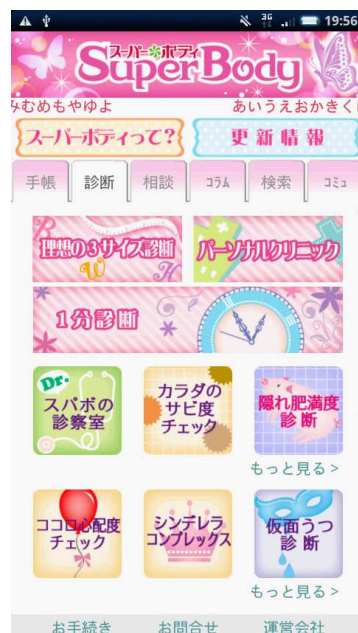 3G 19:56
スーパーボディ
SuperBody
みむめもやゆよ あいうえおかきく
スーパーボディって? 更新情報
手帳 診断 相談 コラム 検索 コミュ
理想の3サイズ診断 パーソナルクリニック
B
W H
1分診断
Dr.
スパボの
診察室
カラダの
サビ度
チェック
隠れ肥満度
診断
もっと見る >
ココロ心配度
チェック
シンデレラ
コンプレックス
仮面うつ
診断
もっと見る >
お手続き お問合せ 運営会社